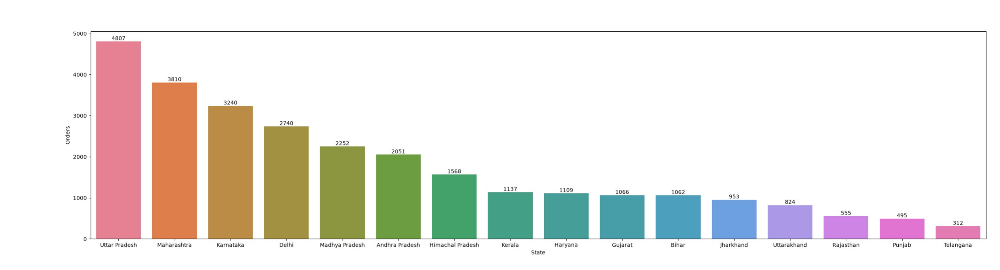 5000
4000
3000
2000
1000
0
Orders
4807
3810
3240
2740
2252
2051
1568
1137
1109
1066
1062
953
824
555
495
312
Uttar Pradesh
Maharashtra
Karnataka
Delhi
Madhya Pradesh
Andhra Pradesh
Himachal Pradesh
Kerala
Haryana
Gujarat
Bihar
Jharkhand
Uttarakhand
Rajasthan
Punjab
Telangana
State